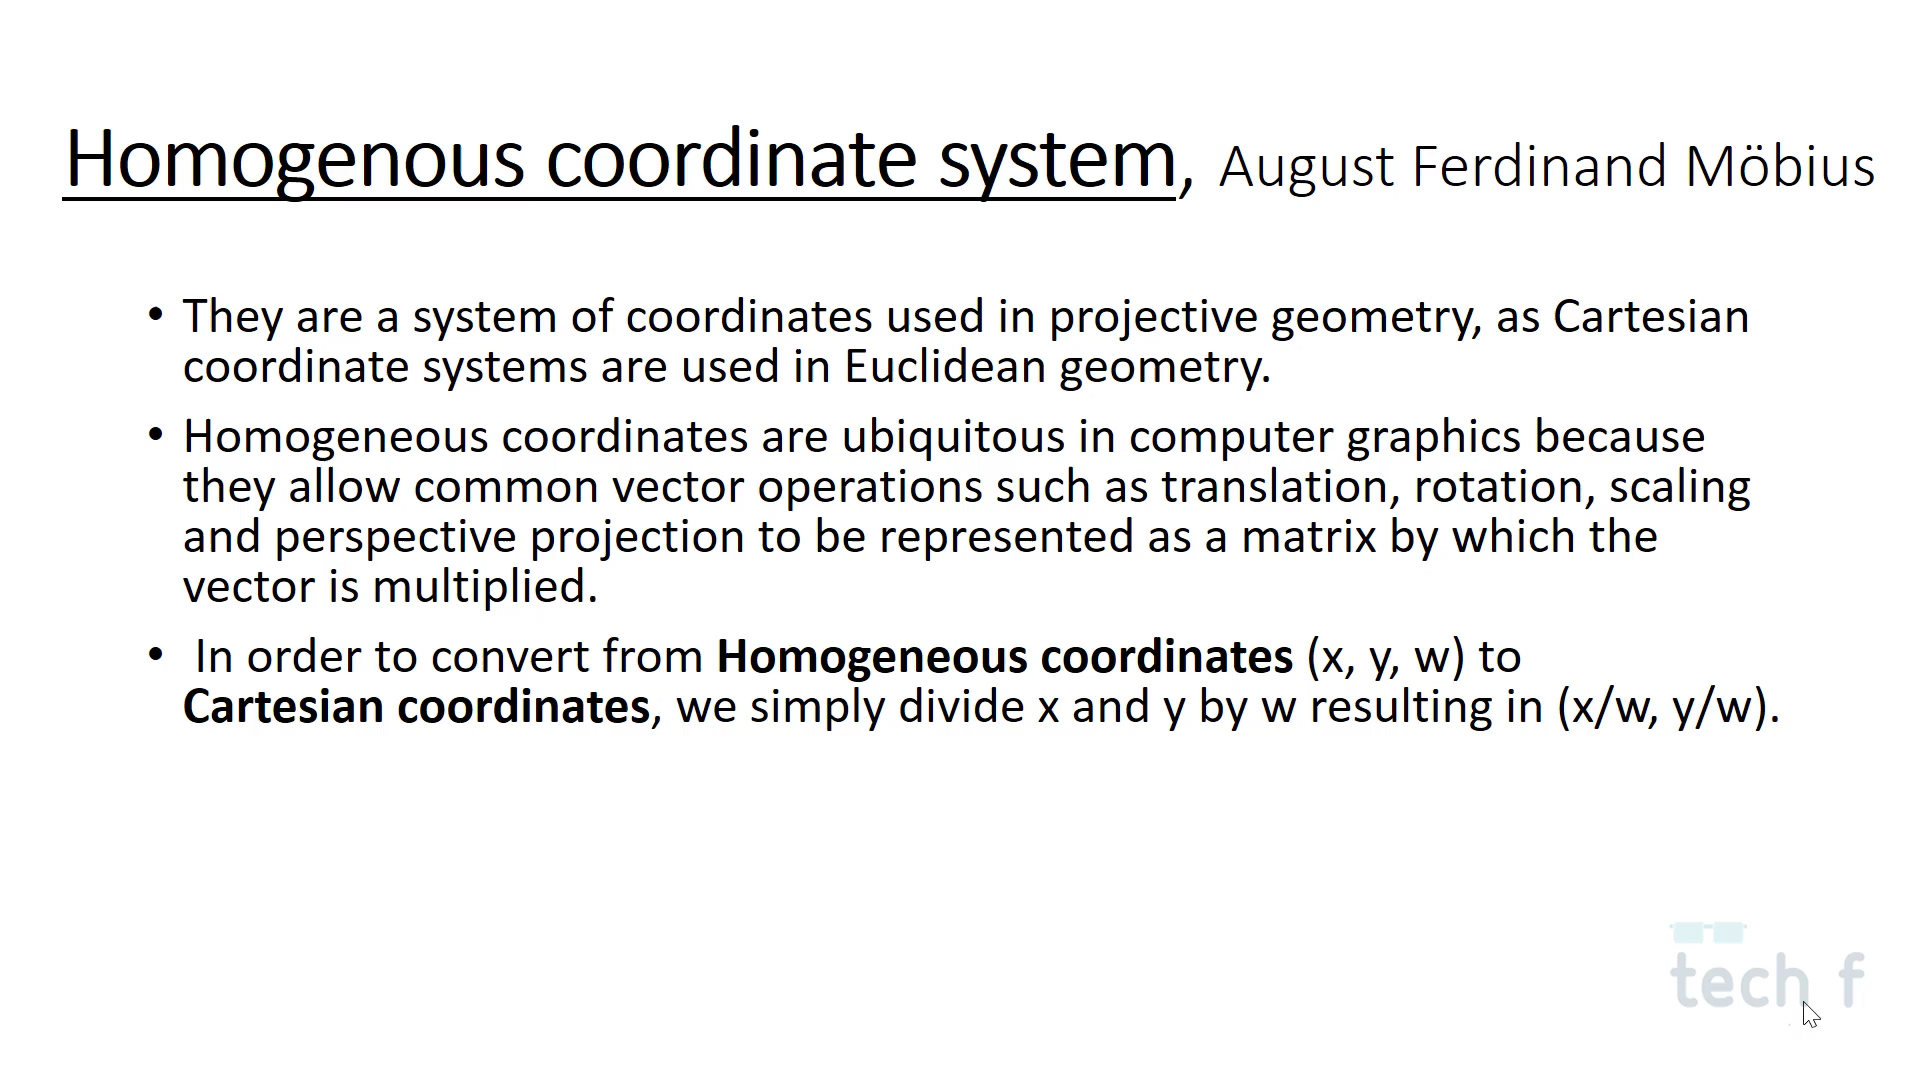 Homogenous coordinate system, August Ferdinand Möbius
• They are a system of coordinates used in projective geometry, as Cartesian
coordinate systems are used in Euclidean geometry.
• Homogeneous coordinates are ubiquitous in computer graphics because
they allow common vector operations such as translation, rotation, scaling
and perspective projection to be represented as a matrix by which the
vector is multiplied.
• In order to convert from Homogeneous coordinates (x, y, w) to
Cartesian coordinates, we simply divide x and y by w resulting in (x/w, y/w).
tech f